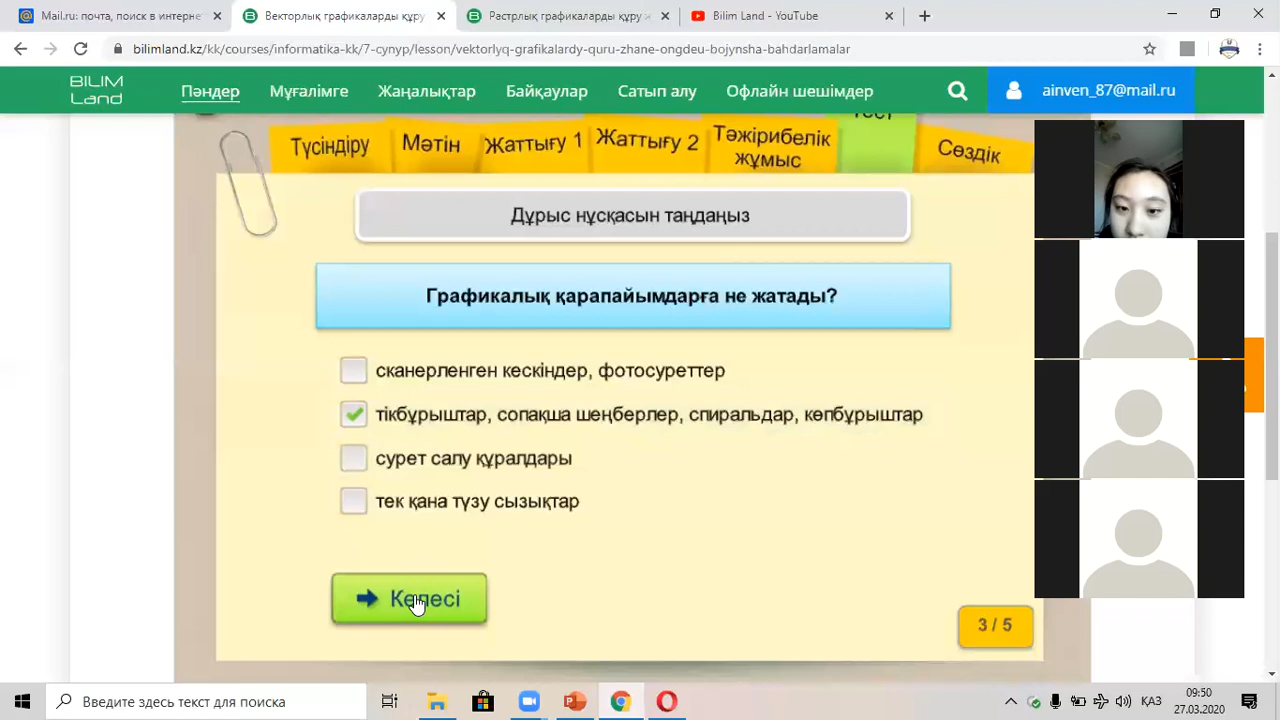 Mail.ru: почта, поиск в интерне
Векторлық графикаларды құру
Растрлық графикаларды құру ж
Bilim Land - YouTube
bilimland.kz/kk/courses/informatika-kk/7-synyp/lesson/vektorlyq-grafikalardy-quru-zhane-ongdeu-bojynsha-bahdarlamalar
BILIM Land
Пәндер
Мұғалімге
Жаңалықтар
Байқаулар
Сатып алу
Офлайн шешімдер
ainven_87@mail.ru
Түсіндіру
Мәтін
Жаттығу 1
Жаттығу 2
Тәжірибелік
жұмыс
Тест
Сөздік
Дұрыс нұсқасын таңдаңыз
Графикалық қарапайымдарға не жатады?
сканерленген кескіндер, фотосуреттер
тікбұрыштар, сопақша шеңберлер, спиральдар, көпбұрыштар
сурет салу құралдары
тек қана түзу сызықтар
Келесі
3 / 5
Введите здесь текст для поиска
ҚАЗ
09:50
27.03.2020